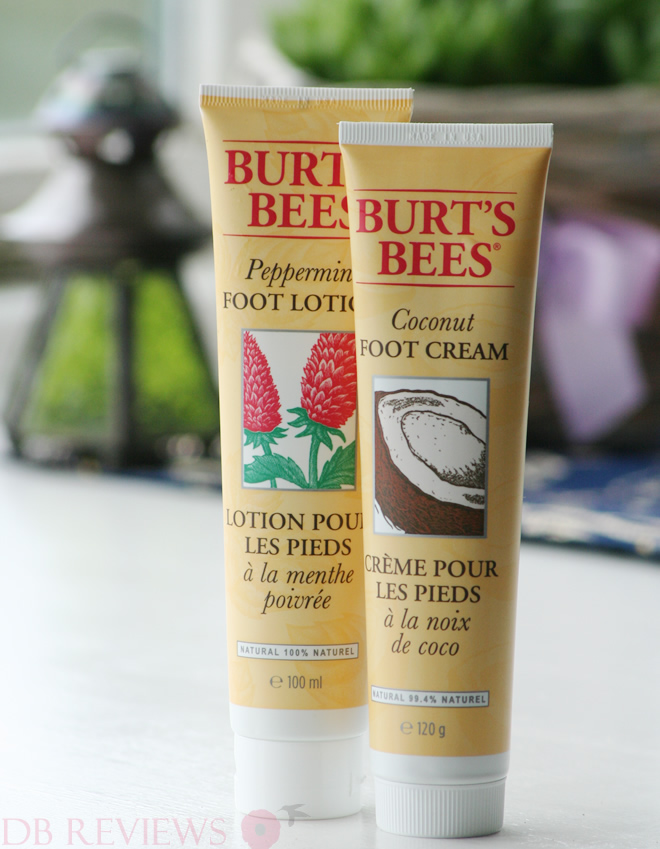 BURT
BEES
Peppermin
FOOT LOTIO
LOTION POU
LES PIEDS
à la menthe
poivrée
NATURAL 100% NATUREL
℮ 100 ml
BURT'S
BEES®
Coconut
FOOT CREAM
CRÈME POUR
LES PIEDS
à la noix
de coco
NATURAL 99.4% NATUREL
℮ 120 g
DB REVIEWS